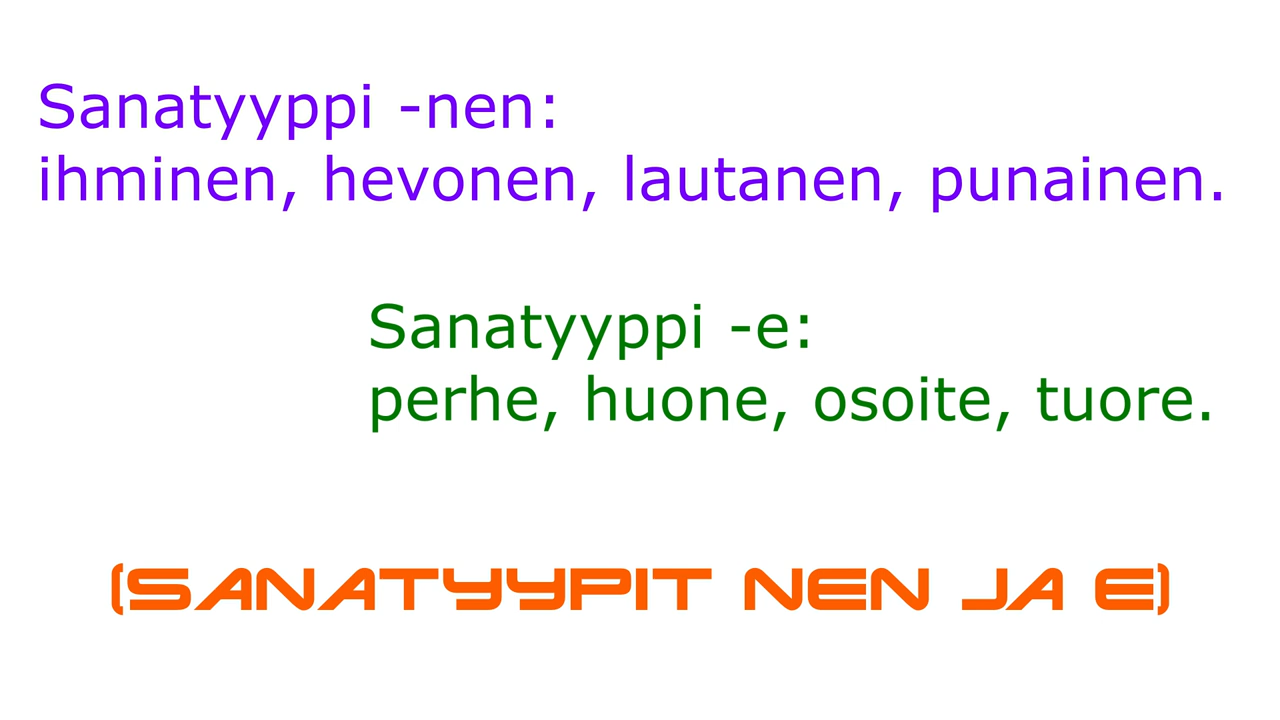 Sanatyyppi -nen:
ihminen, hevonen, lautanen, punainen.
Sanatyyppi -e:
perhe, huone, osoite, tuore.
(SANATYYPIT NEN JA E)